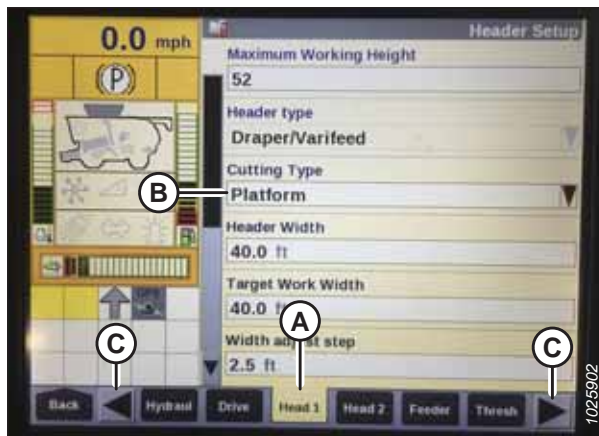 0.0 mph
Header Setup
(P)
Maximum Working Height
52
Header type
Draper/Varifeed
Cutting Type
B
Platform
Header Width
40.0 ft
Target Work Width
40.0 ft
A
Width adjust step
C
C
2.5 ft
Back
Hydraul
Drive
Head 1
Head 2
Feeder
Thresh
1025902